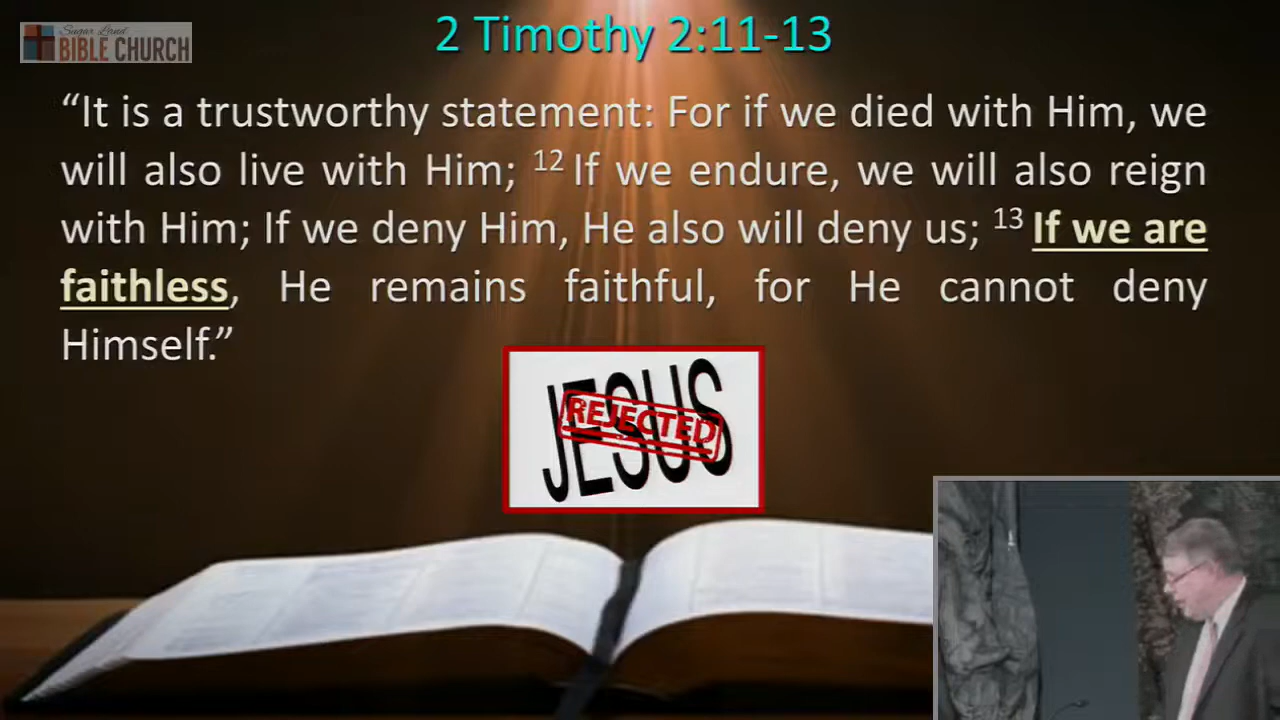 Sugar Land
BIBLE CHURCH
2 Timothy 2:11-13
“It is a trustworthy statement: For if we died with Him, we
will also live with Him; 12 If we endure, we will also reign
with Him; If we deny Him, He also will deny us; 13 If we are
faithless, He remains faithful, for He cannot deny
Himself.”
JESUS
REJECTED